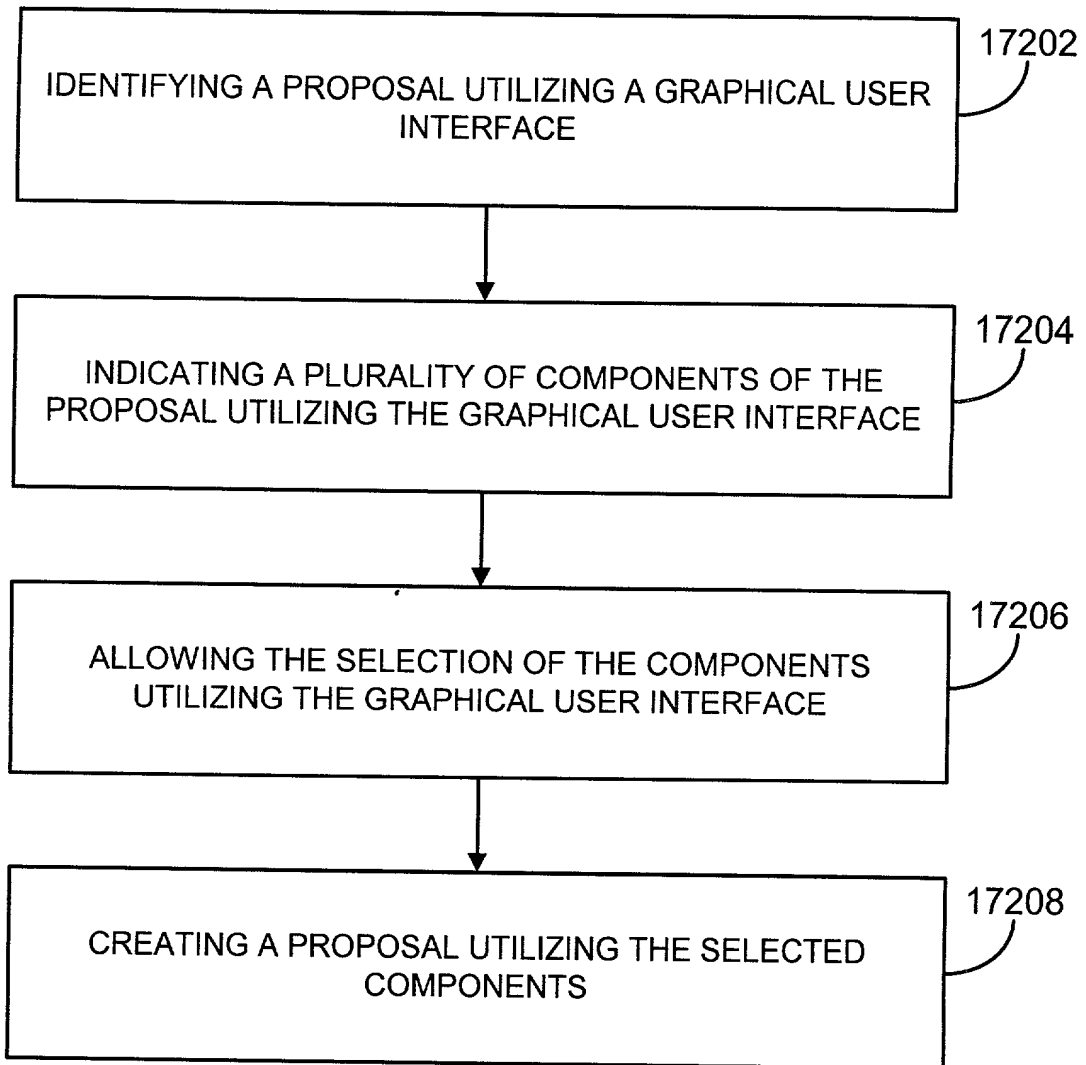 17202
IDENTIFYING A PROPOSAL UTILIZING A GRAPHICAL USER
INTERFACE
17204
INDICATING A PLURALITY OF COMPONENTS OF THE
PROPOSAL UTILIZING THE GRAPHICAL USER INTERFACE
17206
ALLOWING THE SELECTION OF THE COMPONENTS
UTILIZING THE GRAPHICAL USER INTERFACE
17208
CREATING A PROPOSAL UTILIZING THE SELECTED
COMPONENTS